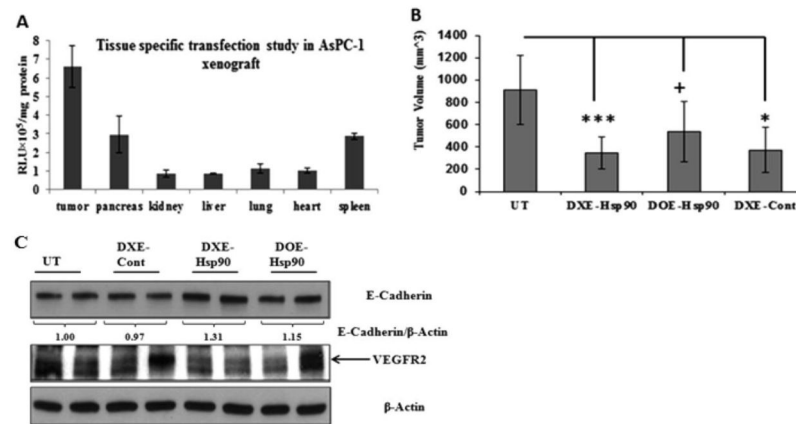 A
Tissue specific transfection study in AsPC-1
xenograft
RLU×10⁵/mg protein
8
7
6
5
4
3
2
1
0
tumor pancreas kidney liver lung heart spleen
B
Tumor Volume (mm^3)
1400
1200
1000
800
600
400
200
0
***
+
*
UT DXE-Hsp90 DOE-Hsp90 DXE-Cont
C
UT DXE-Cont DXE-Hsp90 DOE-Hsp90
E-Cadherin
1.00 0.97 1.31 1.15 E-Cadherin/β-Actin
VEGFR2
β-Actin